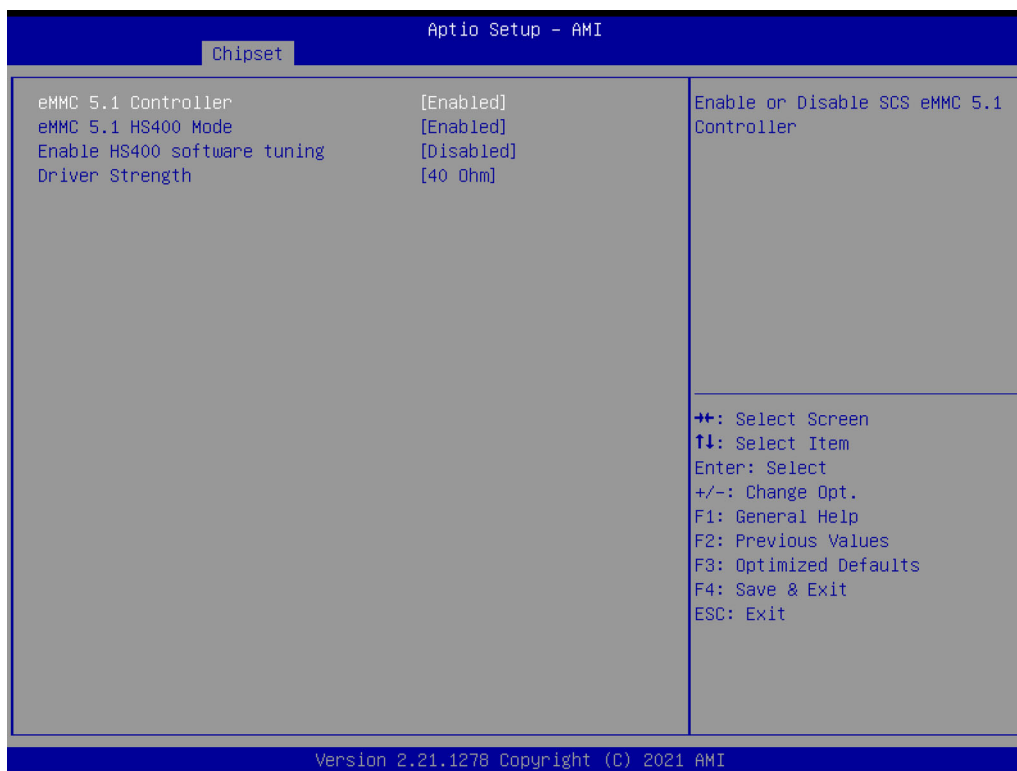 Aptio Setup – AMI
Chipset
eMMC 5.1 Controller [Enabled]
eMMC 5.1 HS400 Mode [Enabled]
Enable HS400 software tuning [Disabled]
Driver Strength [40 Ohm]
Enable or Disable SCS eMMC 5.1
Controller
→←: Select Screen
↑↓: Select Item
Enter: Select
+/-: Change Opt.
F1: General Help
F2: Previous Values
F3: Optimized Defaults
F4: Save & Exit
ESC: Exit
Version 2.21.1278 Copyright (C) 2021 AMI